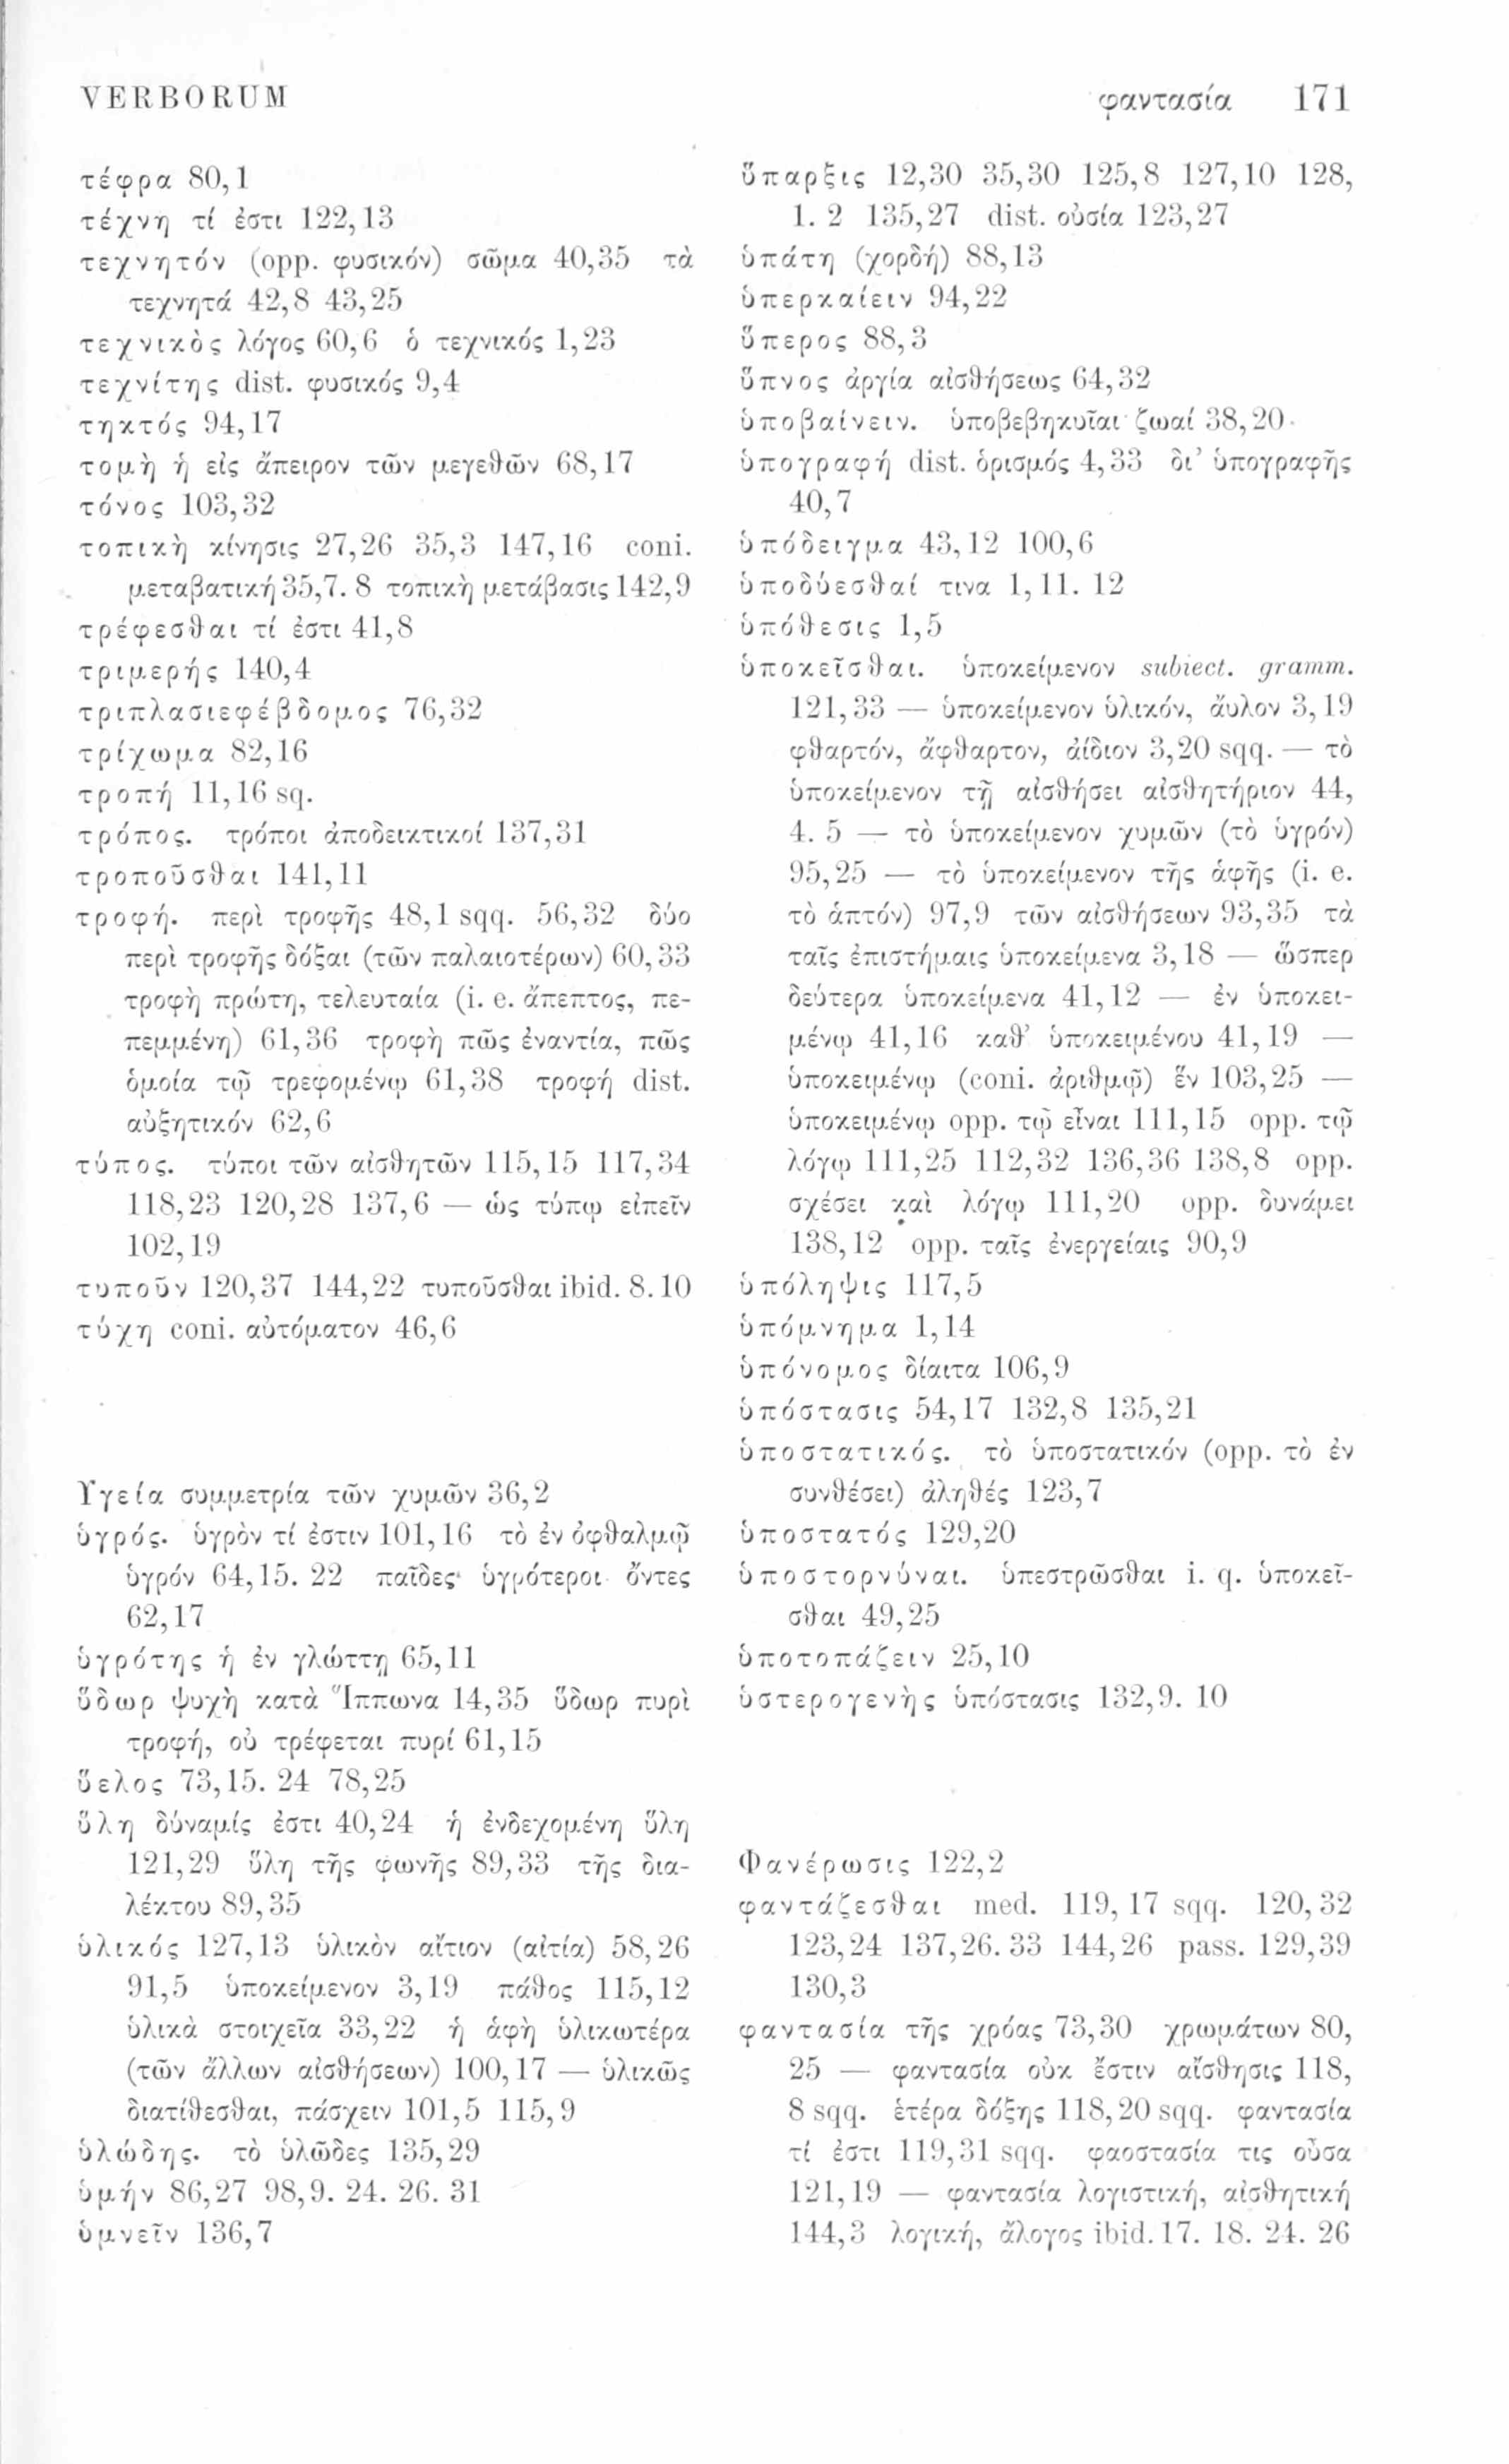 VERBORUM
φαντασία 171
τέφρα 80,1
τέχνη τί ἐστι 122,13
τεχνητόν (opp. φυσικόν) σῶμα 40,35 τὰ
τεχνητά 42,8 43,25
τεχνικὸς λόγος 60,6 ὁ τεχνικός 1,23
τεχνίτης dist. φυσικός 9,4
τηκτός 94,17
τομὴ ἡ εἰς ἄπειρον τῶν μεγεθῶν 68,17
τόνος 103,32
τοπικὴ κίνησις 27,26 35,3 147,16 coni.
μεταβατική 35,7. 8 τοπικὴ μετάβασις 142,9
τρέφεσθαι τί ἐστι 41,8
τριμερής 140,4
τριπλασιεφέβδομος 76,32
τρίχωμα 82,16
τροπή 11,16 sq.
τρόπος. τρόποι ἀποδεικτικοί 137,31
τροποῦσθαι 141,11
τροφή. περὶ τροφῆς 48,1 sqq. 56,32 δύο
περὶ τροφῆς δόξαι (τῶν παλαιοτέρων) 60,33
τροφὴ πρώτη, τελευταία (i. e. ἄπεπτος, πε-
πεμμένη) 61,36 τροφὴ πῶς ἐναντία, πῶς
ὁμοία τῷ τρεφομένῳ 61,38 τροφή dist.
αὐξητικόν 62,6
τύπος. τύποι τῶν αἰσθητῶν 115,15 117,34
118,23 120,28 137,6 — ὡς τύπῳ εἰπεῖν
102,19
τυποῦν 120,37 144,22 τυποῦσθαι ibid. 8.10
τύχη coni. αὐτόματον 46,6
Ὑγεία συμμετρία τῶν χυμῶν 36,2
ὑγρός. ὑγρὸν τί ἐστιν 101,16 τὸ ἐν ὀφθαλμῷ
ὑγρόν 64,15. 22 παῖδες ὑγρότεροι ὄντες
62,17
ὑγρότης ἡ ἐν γλώττῃ 65,11
ὕδωρ ψυχὴ κατὰ Ἵππωνα 14,35 ὕδωρ πυρὶ
τροφή, οὐ τρέφεται πυρί 61,15
ὕελος 73,15. 24 78,25
ὕλη δύναμίς ἐστι 40,24 ἡ ἐνδεχομένη ὕλη
121,29 ὕλη τῆς φωνῆς 89,33 τῆς δια-
λέκτου 89,35
ὑλικός 127,13 ὑλικὸν αἴτιον (αἰτία) 58,26
91,5 ὑποκείμενον 3,19 πάθος 115,12
ὑλικὰ στοιχεῖα 33,22 ἡ ἁφὴ ὑλικωτέρα
(τῶν ἄλλων αἰσθήσεων) 100,17 — ὑλικῶς
διατίθεσθαι, πάσχειν 101,5 115,9
ὑλώδης. τὸ ὑλῶδες 135,29
ὑμήν 86,27 98,9. 24. 26. 31
ὑμνεῖν 136,7
ὕπαρξις 12,30 35,30 125,8 127,10 128,
1. 2 135,27 dist. οὐσία 123,27
ὑπάτη (χορδή) 88,13
ὑπερκαίειν 94,22
ὕπερος 88,3
ὕπνος ἀργία αἰσθήσεως 64,32
ὑποβαίνειν. ὑποβεβηκυῖαι ζωαί 38,20
ὑπογραφή dist. ὁρισμός 4,33 δι’ ὑπογραφῆς
40,7
ὑπόδειγμα 43,12 100,6
ὑποδύεσθαί τινα 1,11. 12
ὑπόθεσις 1,5
ὑποκεῖσθαι. ὑποκείμενον subiect. gramm.
121,33 — ὑποκείμενον ὑλικόν, ἄυλον 3,19
φθαρτόν, ἄφθαρτον, ἀίδιον 3,20 sqq. — τὸ
ὑποκείμενον τῇ αἰσθήσει αἰσθητήριον 44,
4. 5 — τὸ ὑποκείμενον χυμῶν (τὸ ὑγρόν)
95,25 — τὸ ὑποκείμενον τῆς ἁφῆς (i. e.
τὸ ἁπτόν) 97,9 τῶν αἰσθήσεων 93,35 τὰ
ταῖς ἐπιστήμαις ὑποκείμενα 3,18 — ὥσπερ
δεύτερα ὑποκείμενα 41,12 — ἐν ὑποκει-
μένῳ 41,16 καθ’ ὑποκειμένου 41,19 —
ὑποκειμένῳ (coni. ἀριθμῷ) ἕν 103,25 —
ὑποκειμένῳ opp. τῷ εἶναι 111,15 opp. τῷ
λόγῳ 111,25 112,32 136,36 138,8 opp.
σχέσει καὶ λόγῳ 111,20 opp. δυνάμει
138,12 opp. ταῖς ἐνεργείαις 90,9
ὑπόληψις 117,5
ὑπόμνημα 1,14
ὑπόνομος δίαιτα 106,9
ὑπόστασις 54,17 132,8 135,21
ὑποστατικός. τὸ ὑποστατικόν (opp. τὸ ἐν
συνθέσει) ἀληθές 123,7
ὑποστατός 129,20
ὑποστορνύναι. ὑπεστρῶσθαι i. q. ὑποκεῖ-
σθαι 49,25
ὑποτοπάζειν 25,10
ὑστερογενὴς ὑπόστασις 132,9. 10
Φανέρωσις 122,2
φαντάζεσθαι med. 119,17 sqq. 120,32
123,24 137,26. 33 144,26 pass. 129,39
130,3
φαντασία τῆς χρόας 73,30 χρωμάτων 80,
25 — φαντασία οὐκ ἔστιν αἴσθησις 118,
8 sqq. ἑτέρα δόξης 118,20 sqq. φαντασία
τί ἐστι 119,31 sqq. φαοστασία τις οὖσα
121,19 — φαντασία λογιστική, αἰσθητική
144,3 λογική, ἄλογος ibid. 17. 18. 24. 26